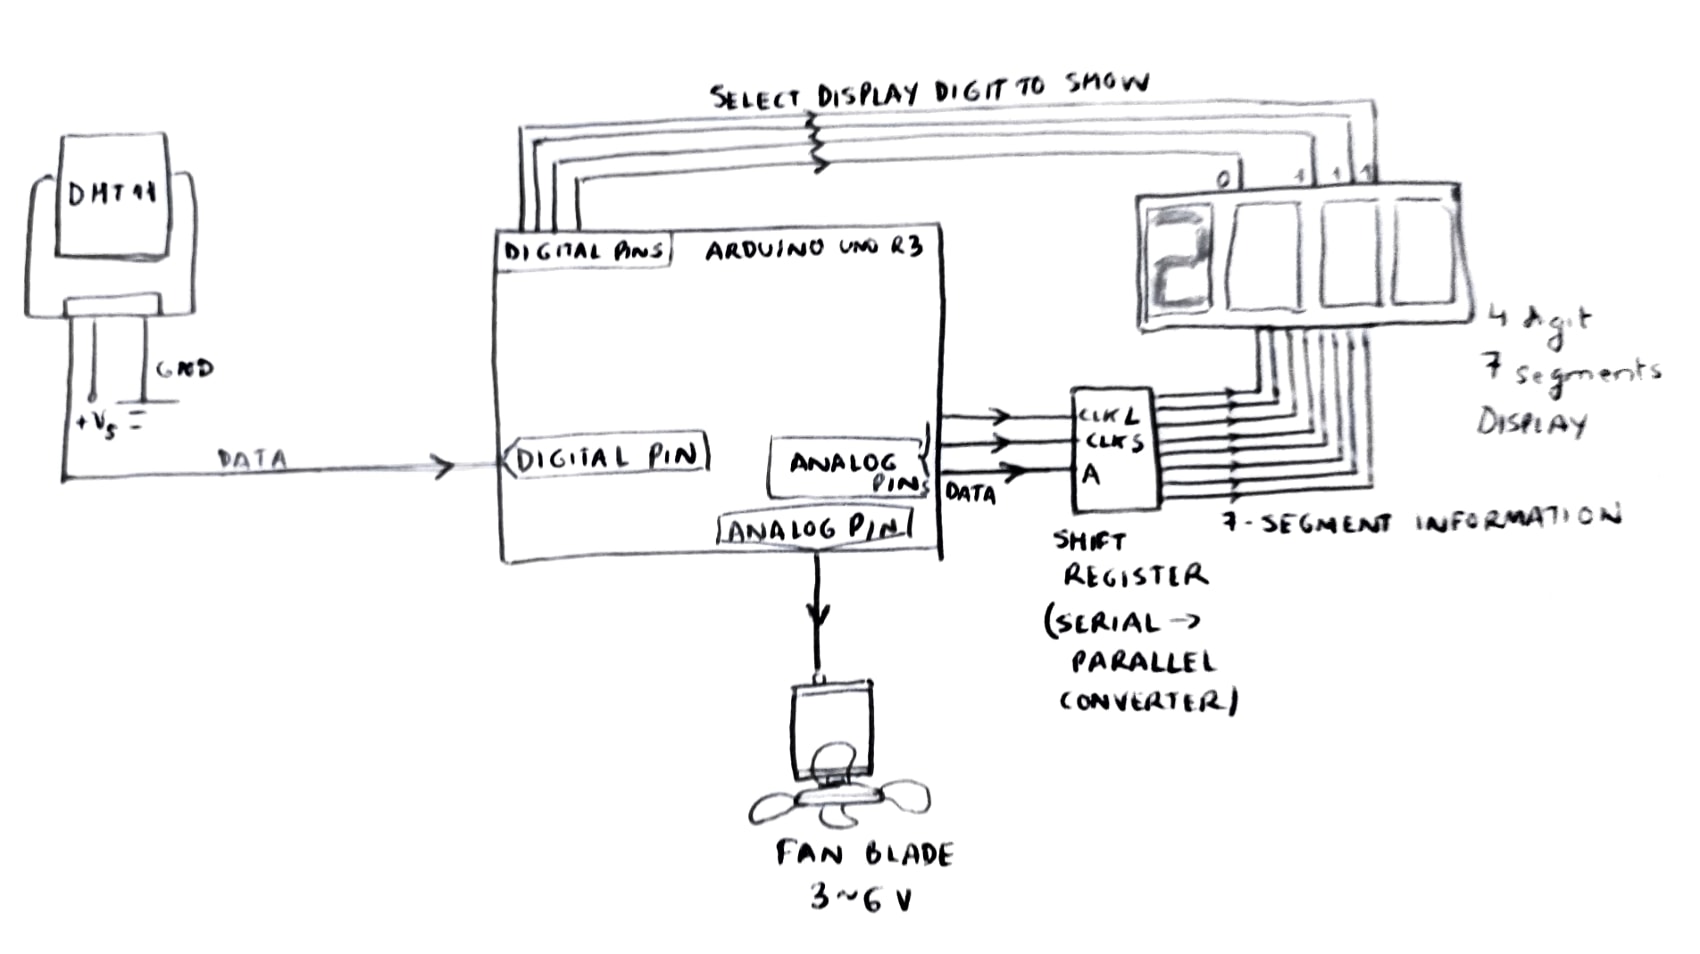 SELECT DISPLAY DIGIT TO SHOW
DHT11
0 1 1 1
DIGITAL PINS
ARDUINO UNO R3
2
4 digit
7 segments
DISPLAY
GND
+Vs
DATA
DIGITAL PIN
ANALOG
PINS
ANALOG PIN
DATA
CLK L
CLK S
A
7-SEGMENT INFORMATION
SHIFT
REGISTER
(SERIAL →
PARALLEL
CONVERTER)
FAN BLADE
3~6 V